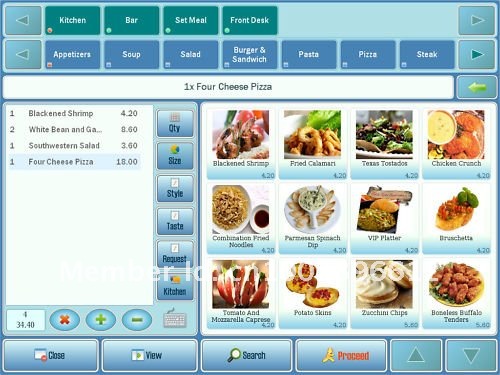 Kitchen
Bar
Set Meal
Front Desk
Appetizers
Soup
Salad
Burger &
Sandwich
Pasta
Pizza
Steak
1x Four Cheese Pizza
1 Blackened Shrimp 4.20
2 White Bean and Ga... 8.60
1 Southwestern Salad 3.60
1 Four Cheese Pizza 18.00
Qty
Size
Style
Taste
Request
Kitchen
4
34.40
Blackened Shrimp
4.20
Fried Calamari
4.20
Texas Tostados
4.20
Chicken Crunch
4.20
Combination Fried
Noodles
4.20
Parmesan Spinach
Dip
4.20
VIP Platter
4.20
Bruschetta
4.20
Tomato And
Mozzarella Caprese
4.20
Potato Skins
4.20
Zucchini Chips
5.60
Boneless Buffalo
Tenders
5.60
Close
View
Search
Proceed